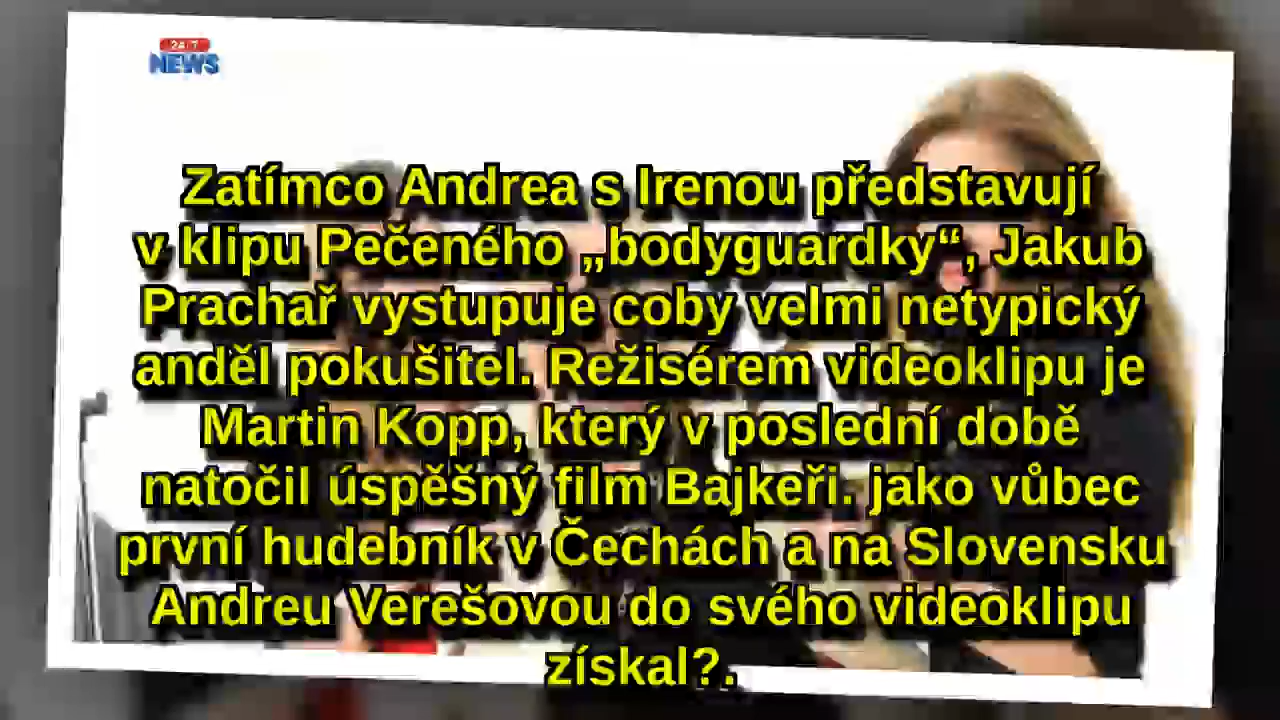 24/7
NEWS
Zatímco Andrea s Irenou představují
v klipu Pečeného „bodyguardky“, Jakub
Prachař vystupuje coby velmi netypický
anděl pokušitel. Režisérem videoklipu je
Martin Kopp, který v poslední době
natočil úspěšný film Bajkeři. jako vůbec
první hudebník v Čechách a na Slovensku
Andreu Verešovou do svého videoklipu
získal?.